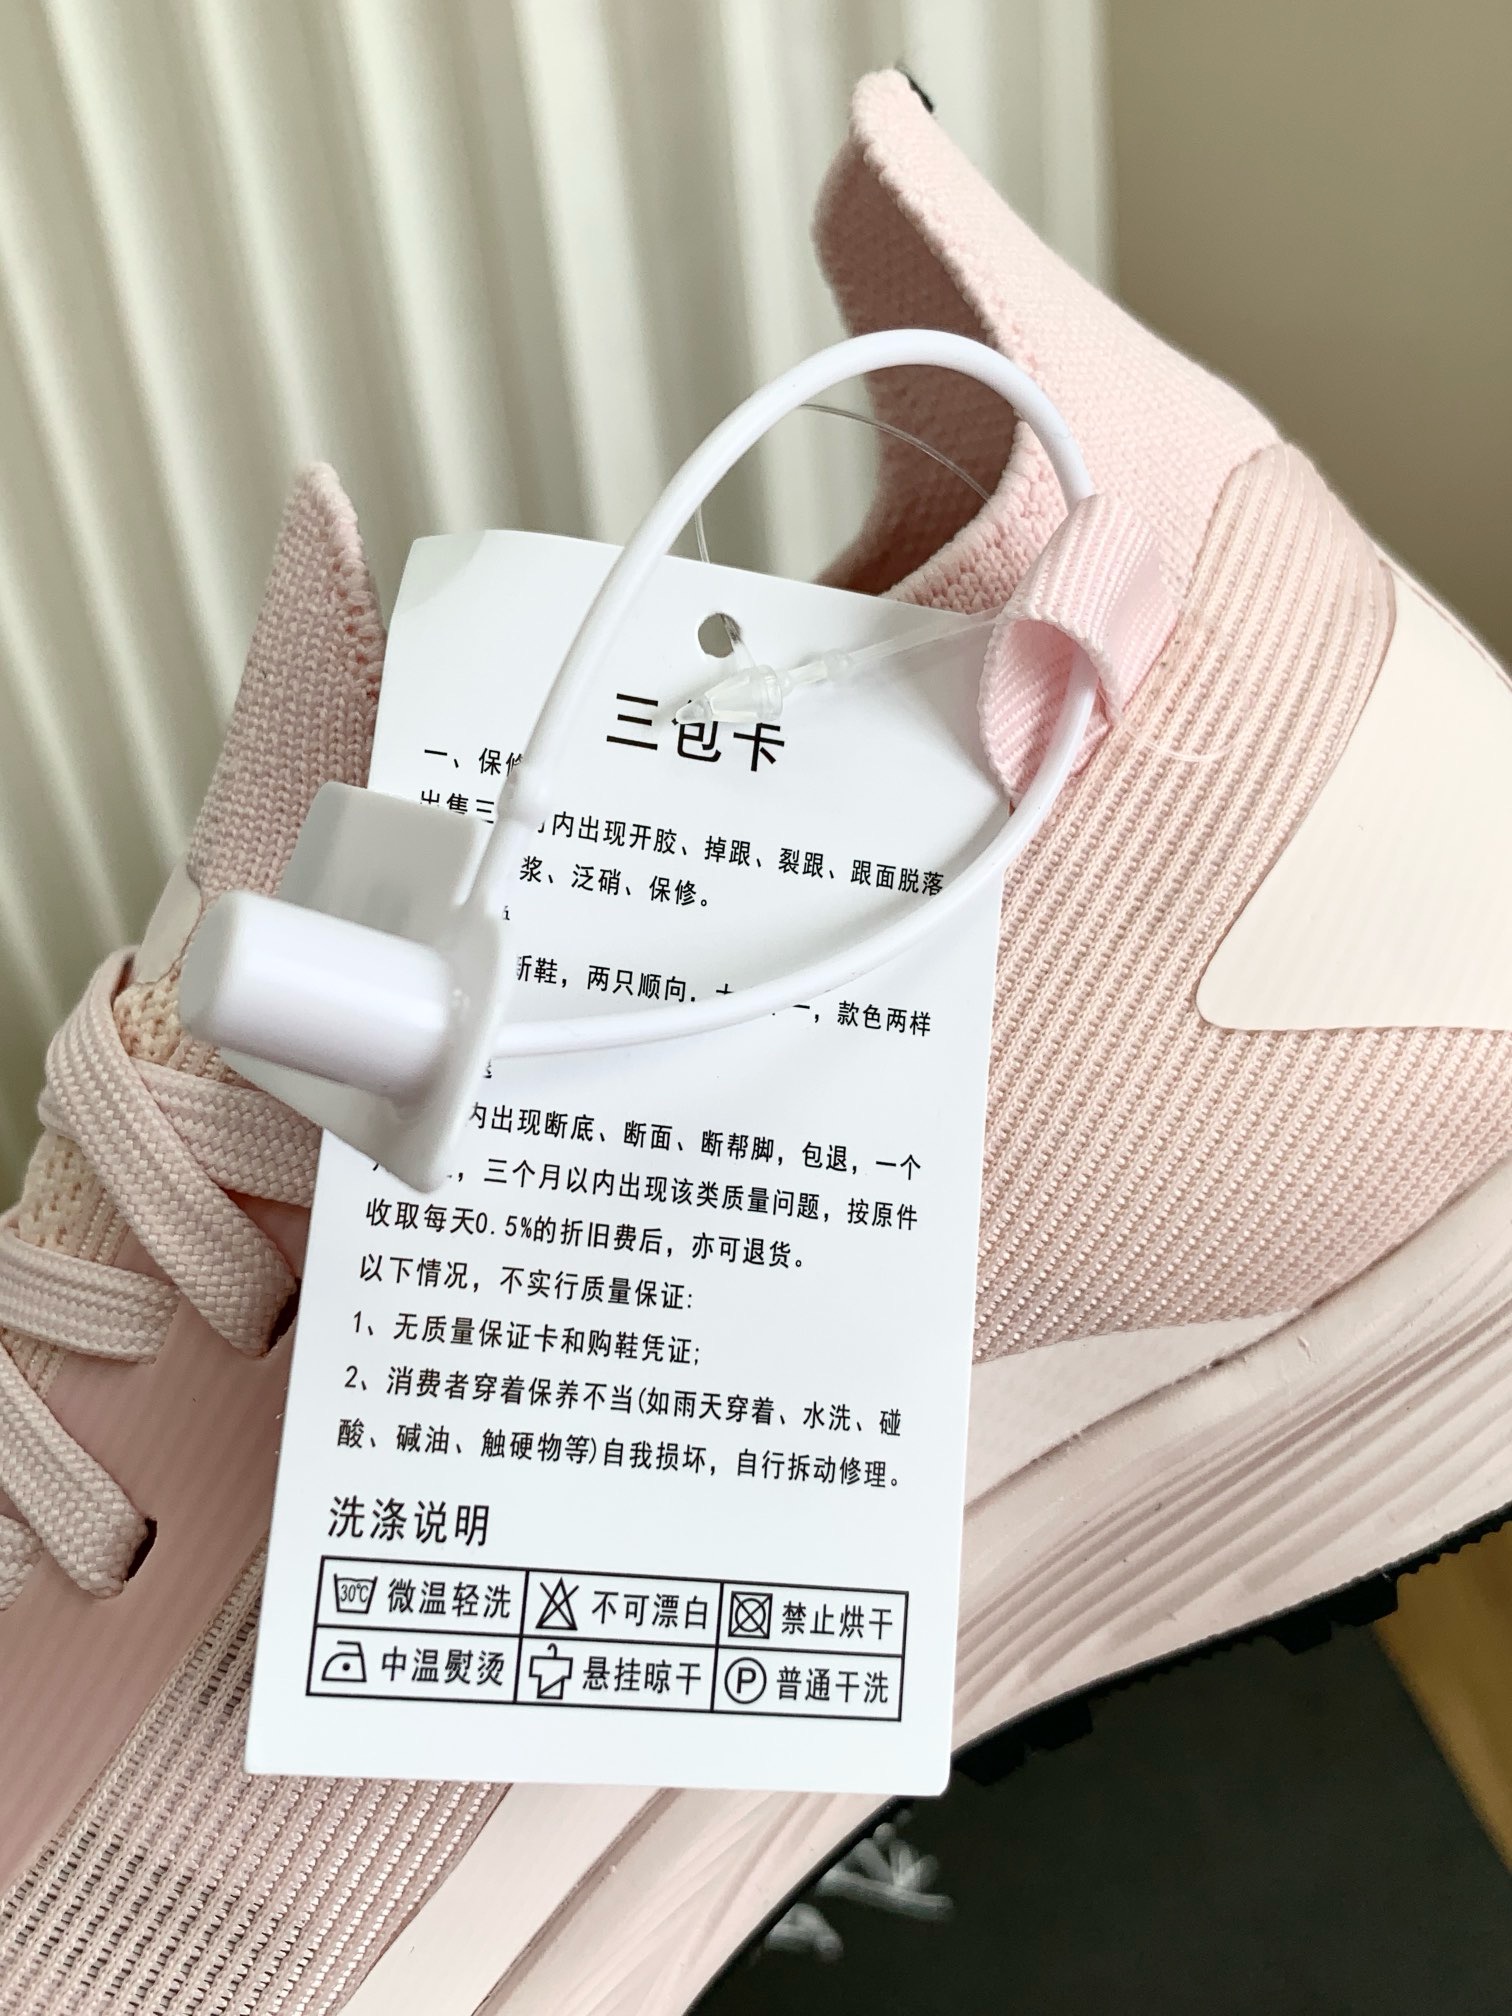 三包卡
一、保修
出售三 月内出现开胶、掉跟、裂跟、跟面脱落
浆、泛硝、保修。
新鞋，两只顺向，大 一，款色两样
内出现断底、断面、断帮脚，包退，一个
月 ，三个月以内出现该类质量问题，按原件
收取每天0.5%的折旧费后，亦可退货。
以下情况，不实行质量保证:
1、无质量保证卡和购鞋凭证;
2、消费者穿着保养不当(如雨天穿着、水洗、碰
酸、碱油、触硬物等)自我损坏，自行拆动修理。
洗涤说明
30℃ 微温轻洗 不可漂白 禁止烘干
中温熨烫 悬挂晾干 P 普通干洗